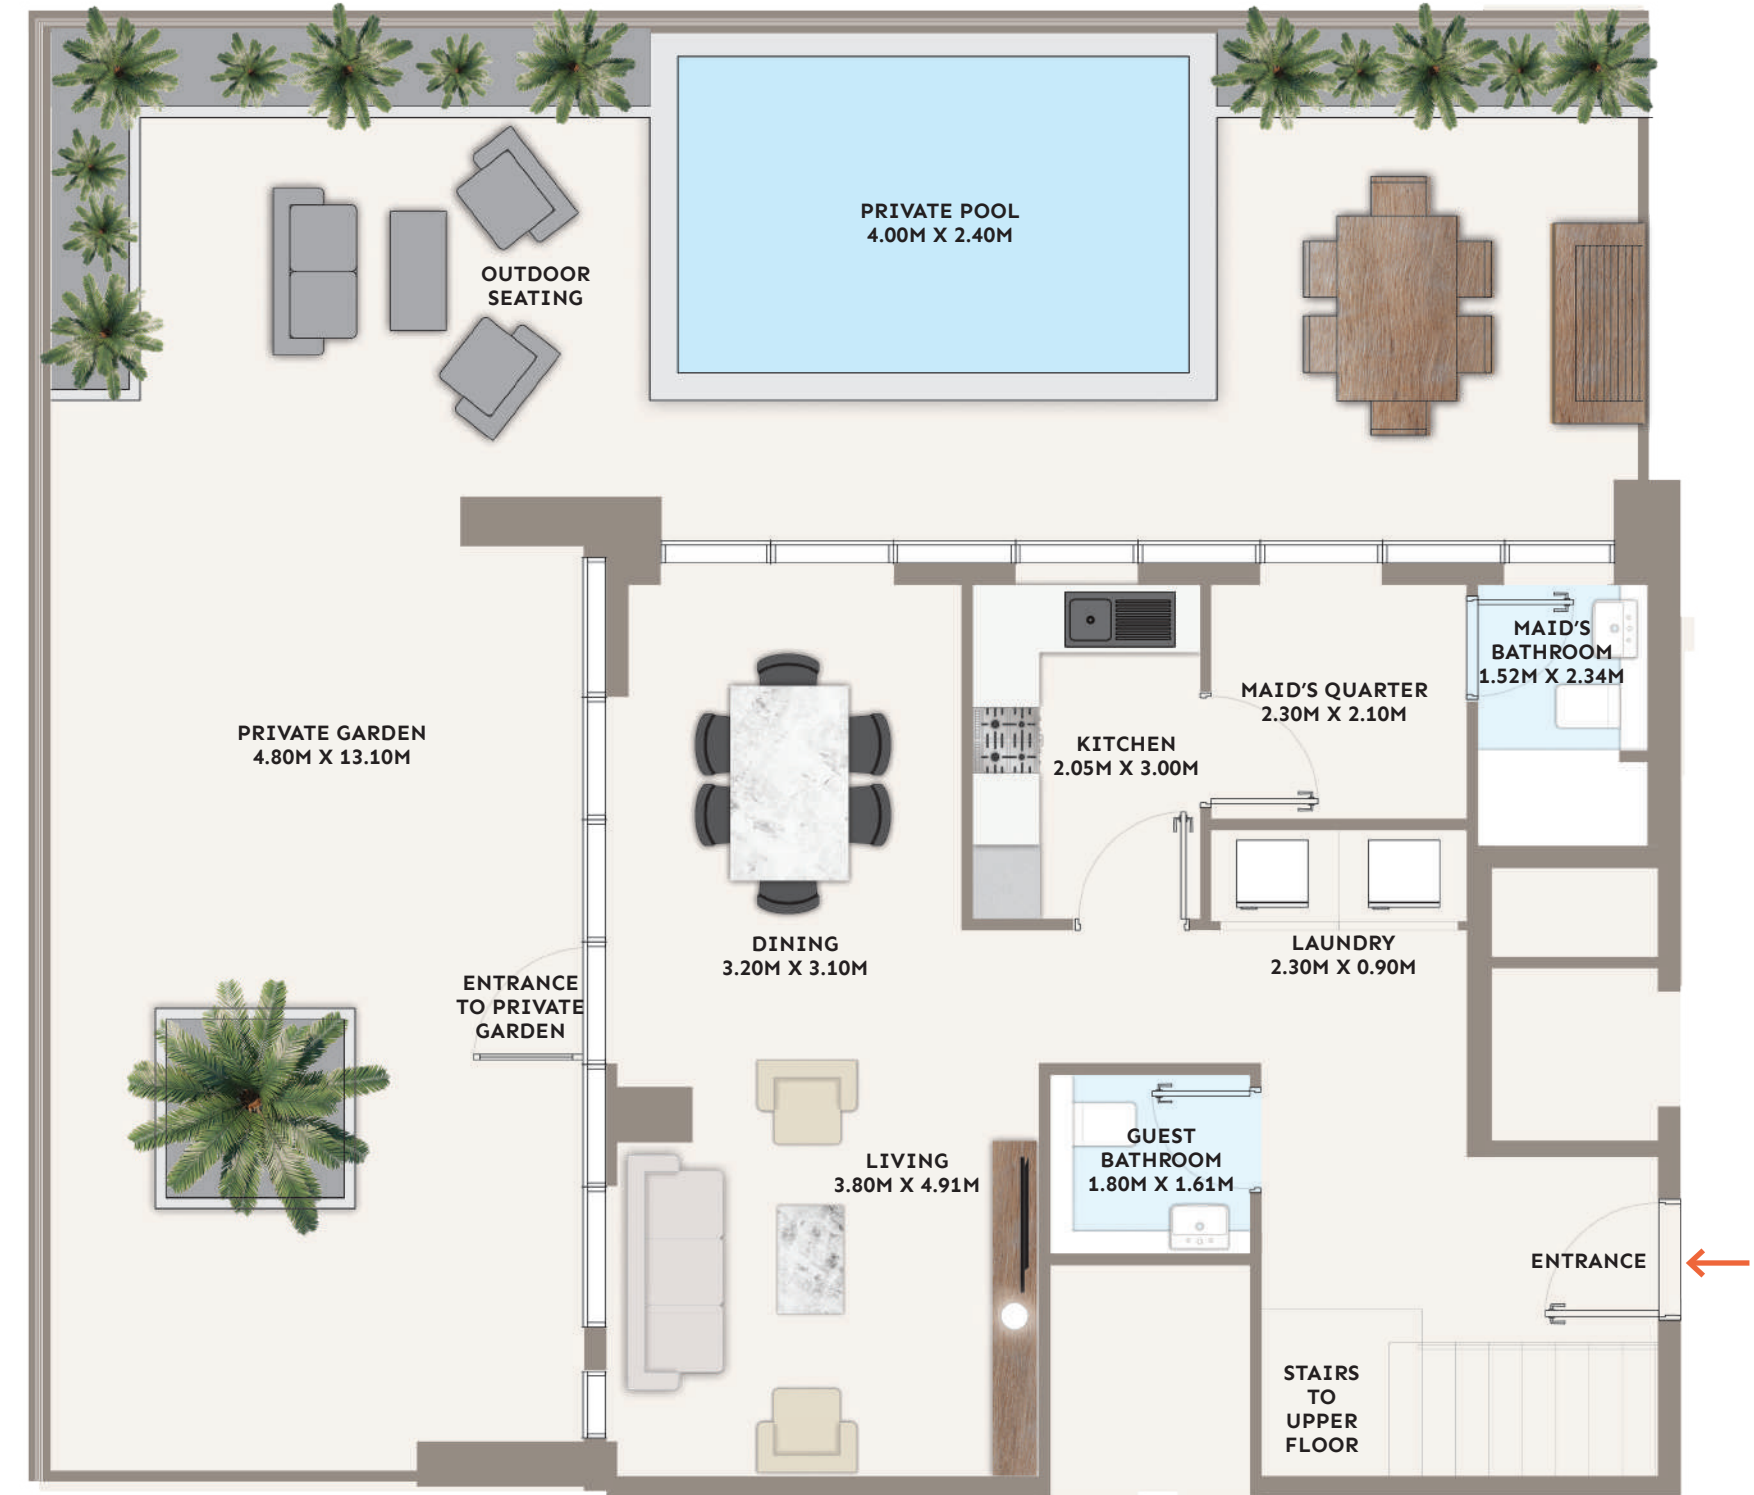 PRIVATE POOL
4.00M X 2.40M
OUTDOOR
SEATING
MAID'S
BATHROOM
1.52M X 2.34M
MAID'S QUARTER
2.30M X 2.10M
PRIVATE GARDEN
4.80M X 13.10M
KITCHEN
2.05M X 3.00M
DINING
3.20M X 3.10M
LAUNDRY
2.30M X 0.90M
ENTRANCE
TO PRIVATE
GARDEN
GUEST
BATHROOM
1.80M X 1.61M
LIVING
3.80M X 4.91M
ENTRANCE
STAIRS
TO
UPPER
FLOOR